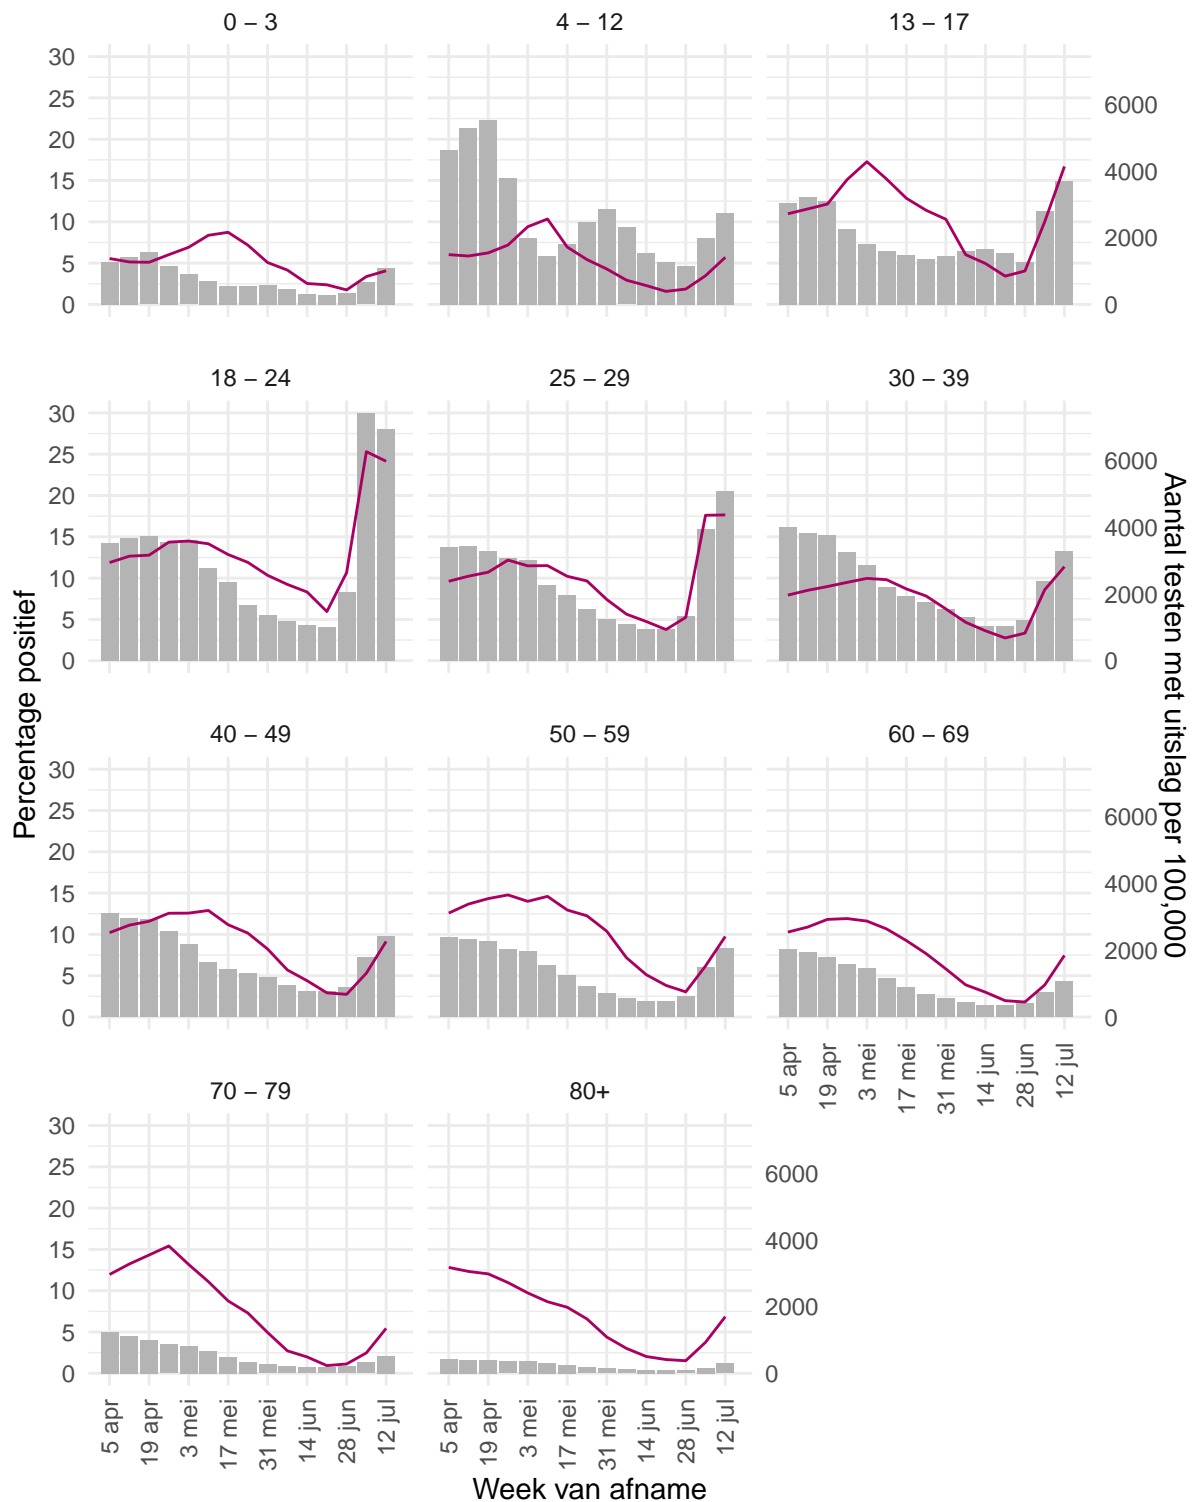 0 – 3
4 – 12
13 – 17
30
25
20
15
10
5
0
6000
4000
2000
0
18 – 24
25 – 29
30 – 39
30
25
20
15
10
5
0
6000
4000
2000
0
40 – 49
50 – 59
60 – 69
30
25
20
15
10
5
0
6000
4000
2000
0
5 apr
19 apr
3 mei
17 mei
31 mei
14 jun
28 jun
12 jul
70 – 79
80+
30
25
20
15
10
5
0
6000
4000
2000
0
5 apr
19 apr
3 mei
17 mei
31 mei
14 jun
28 jun
12 jul
5 apr
19 apr
3 mei
17 mei
31 mei
14 jun
28 jun
12 jul
Week van afname
Percentage positief
Aantal testen met uitslag per 100,000